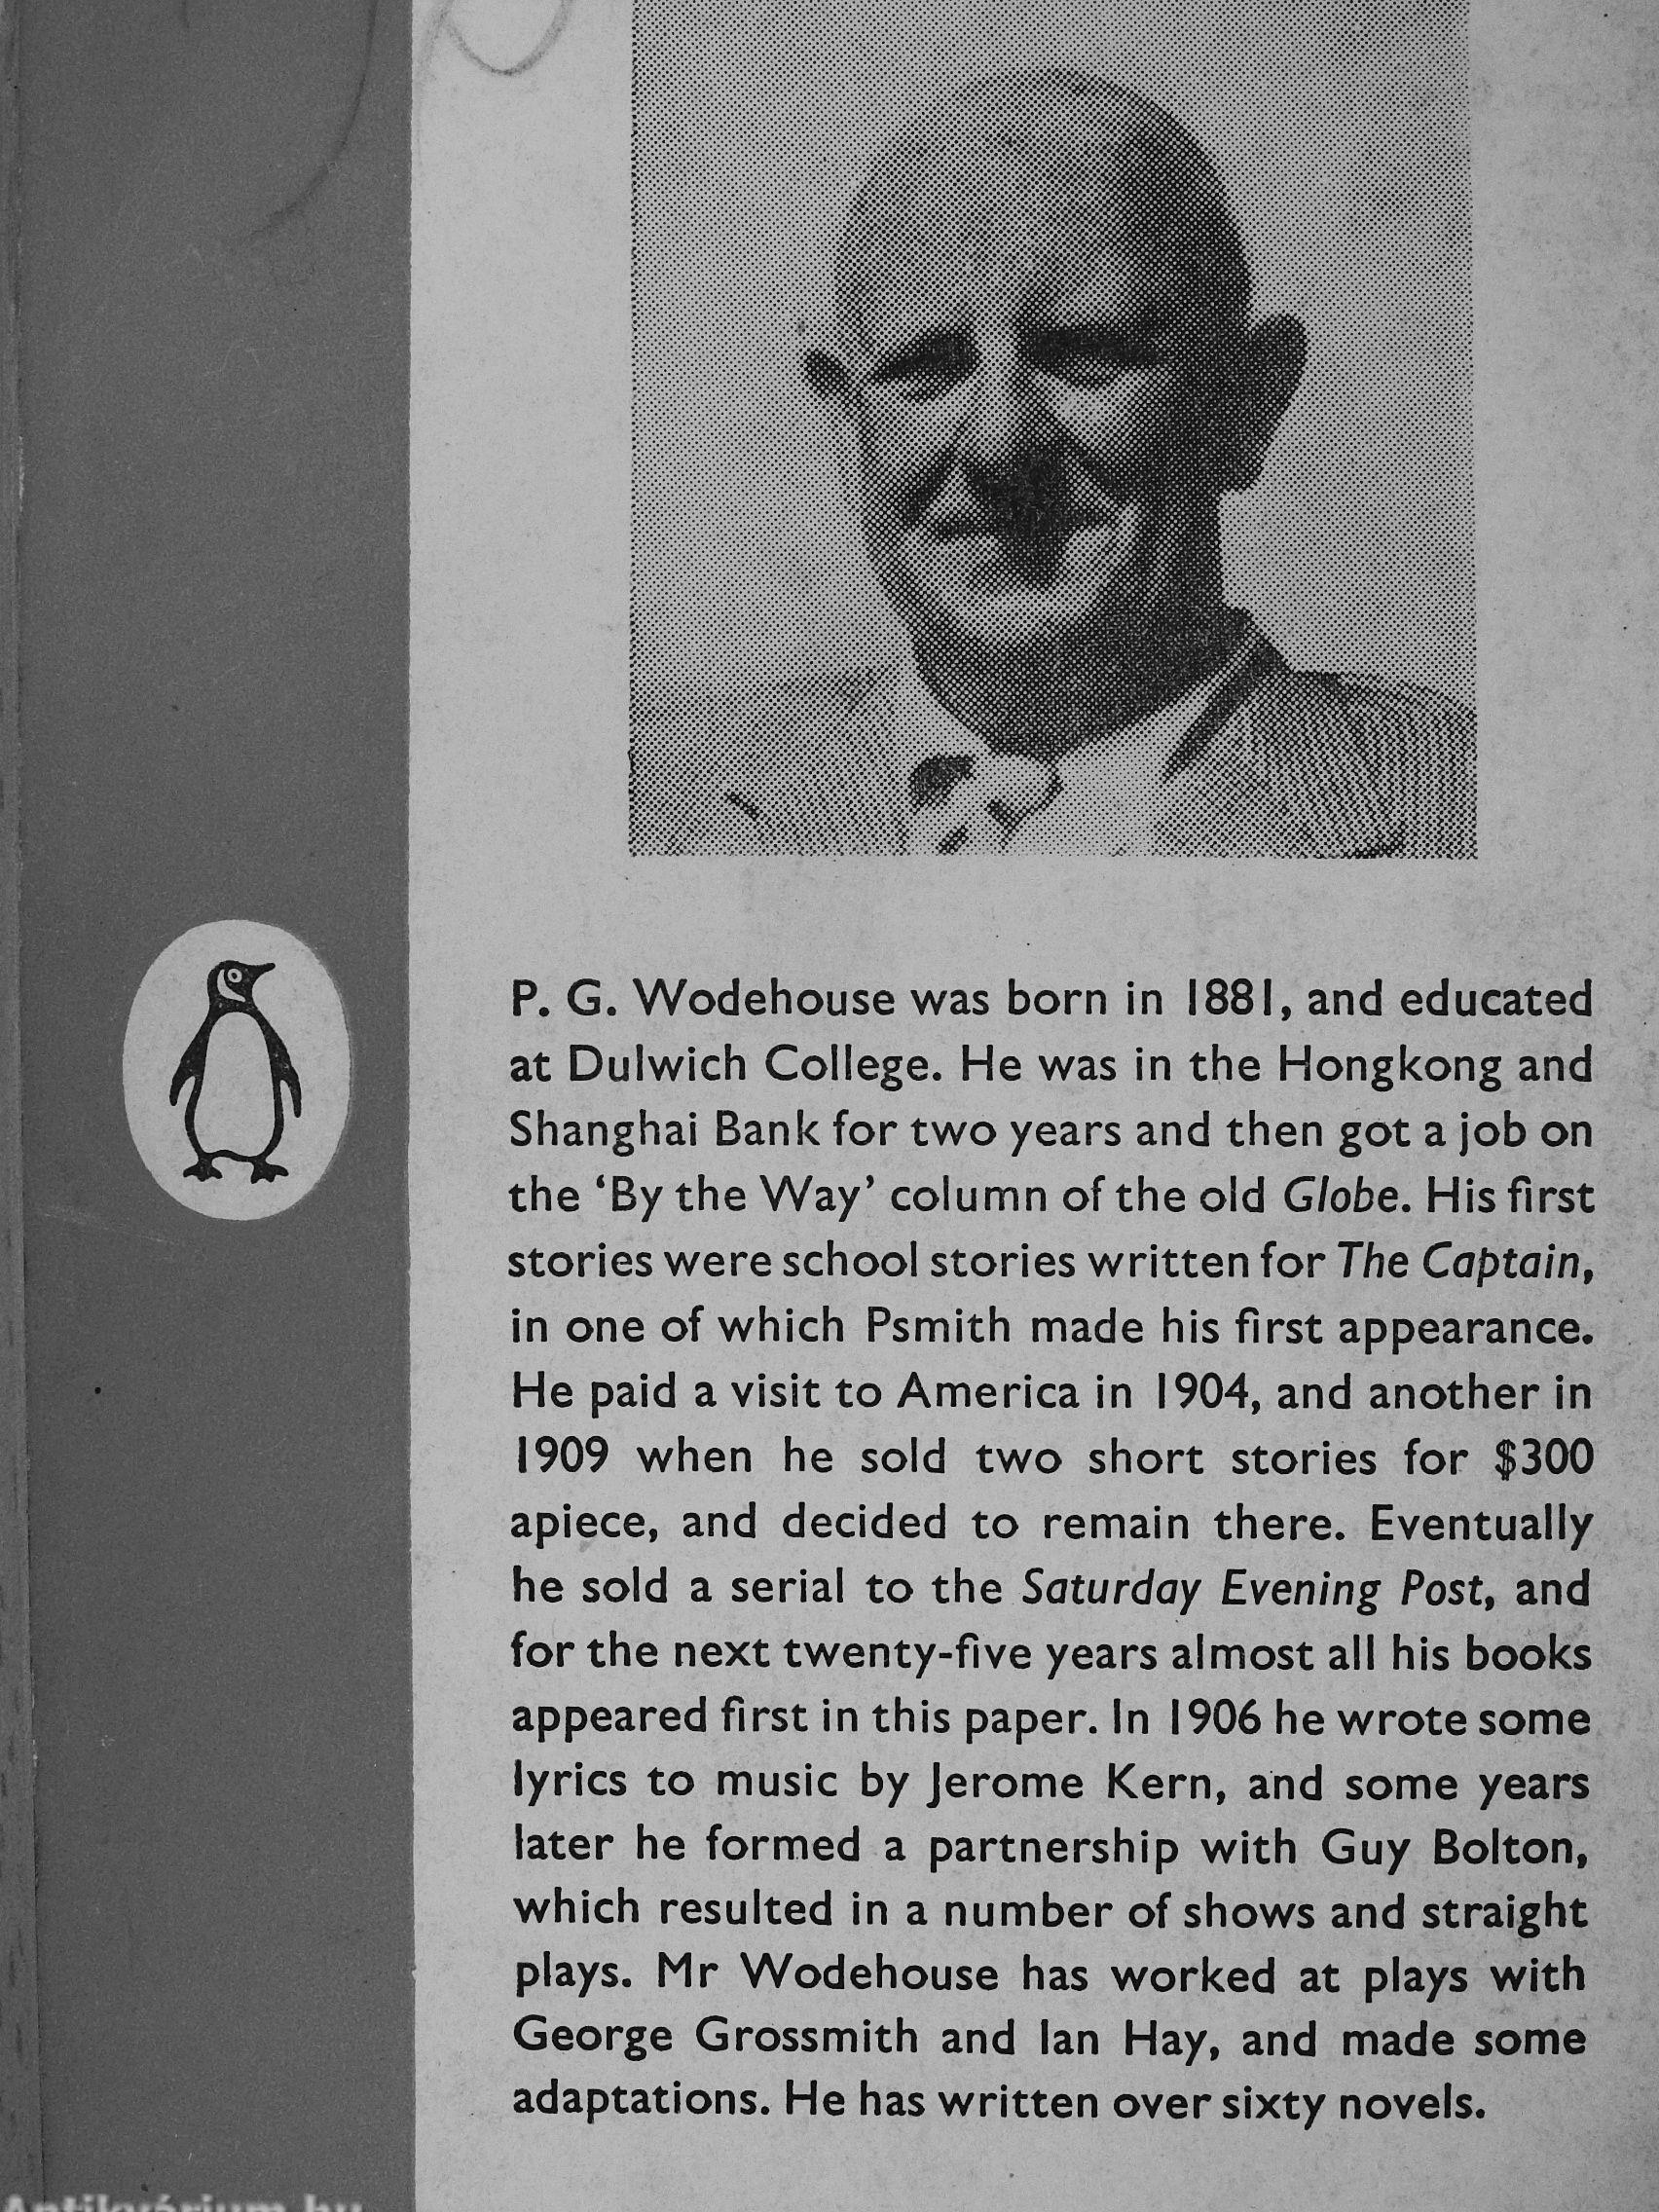 P. G. Wodehouse was born in 1881, and educated
at Dulwich College. He was in the Hongkong and
Shanghai Bank for two years and then got a job on
the ‘By the Way’ column of the old Globe. His first
stories were school stories written for The Captain,
in one of which Psmith made his first appearance.
He paid a visit to America in 1904, and another in
1909 when he sold two short stories for $300
apiece, and decided to remain there. Eventually
he sold a serial to the Saturday Evening Post, and
for the next twenty-five years almost all his books
appeared first in this paper. In 1906 he wrote some
lyrics to music by Jerome Kern, and some years
later he formed a partnership with Guy Bolton,
which resulted in a number of shows and straight
plays. Mr Wodehouse has worked at plays with
George Grossmith and Ian Hay, and made some
adaptations. He has written over sixty novels.
Antikvárium.hu